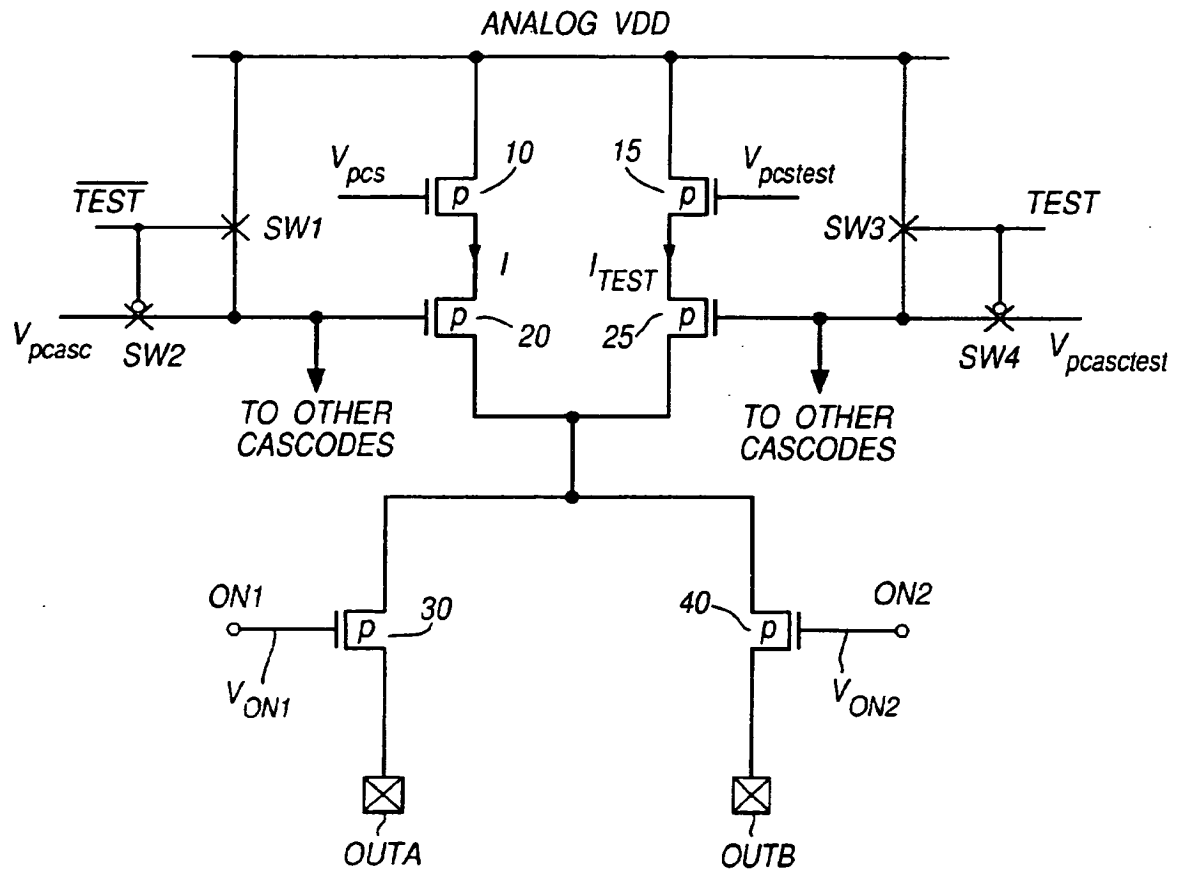 ANALOG VDD
V_pcs
10
15
V_pcstest
T̅E̅S̅T̅
SW1
SW3
TEST
I
I_TEST
p
p
V_pcasc
SW2
p
20
25
p
SW4
V_pcasctest
TO OTHER
CASCODES
TO OTHER
CASCODES
ON1
p
30
40
p
ON2
V_ON1
V_ON2
OUTA
OUTB